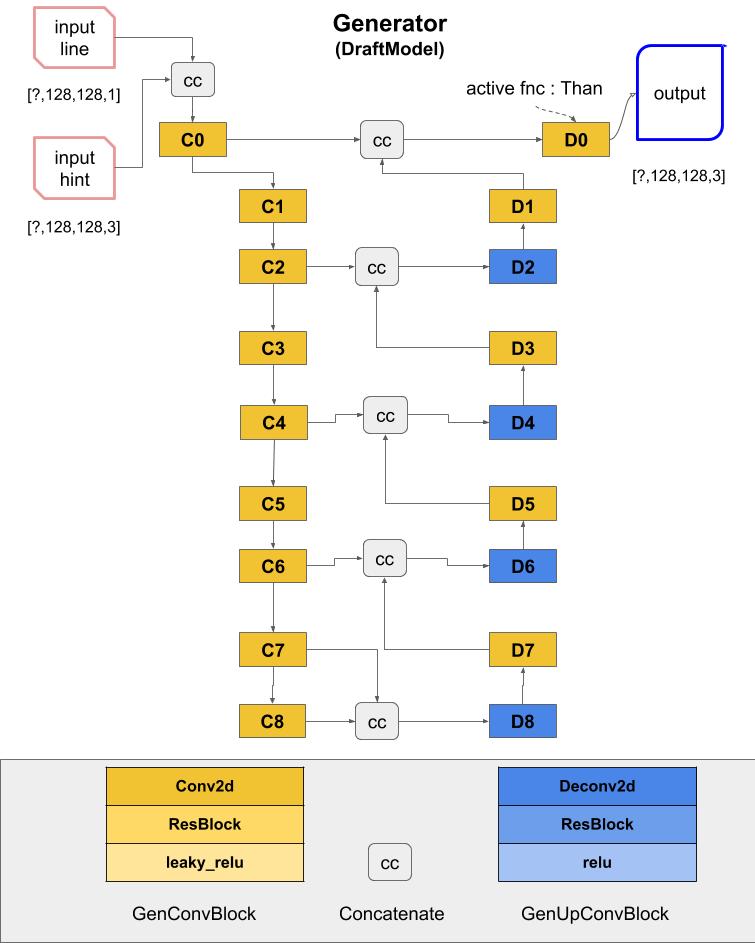 Generator
(DraftModel)
input
line
[?,128,128,1]
cc
input
hint
[?,128,128,3]
active fnc : Than
output
[?,128,128,3]
C0
cc
D0
C1
D1
C2
cc
D2
C3
D3
C4
cc
D4
C5
D5
C6
cc
D6
C7
D7
C8
cc
D8
Conv2d
ResBlock
leaky_relu
GenConvBlock
cc
Concatenate
Deconv2d
ResBlock
relu
GenUpConvBlock